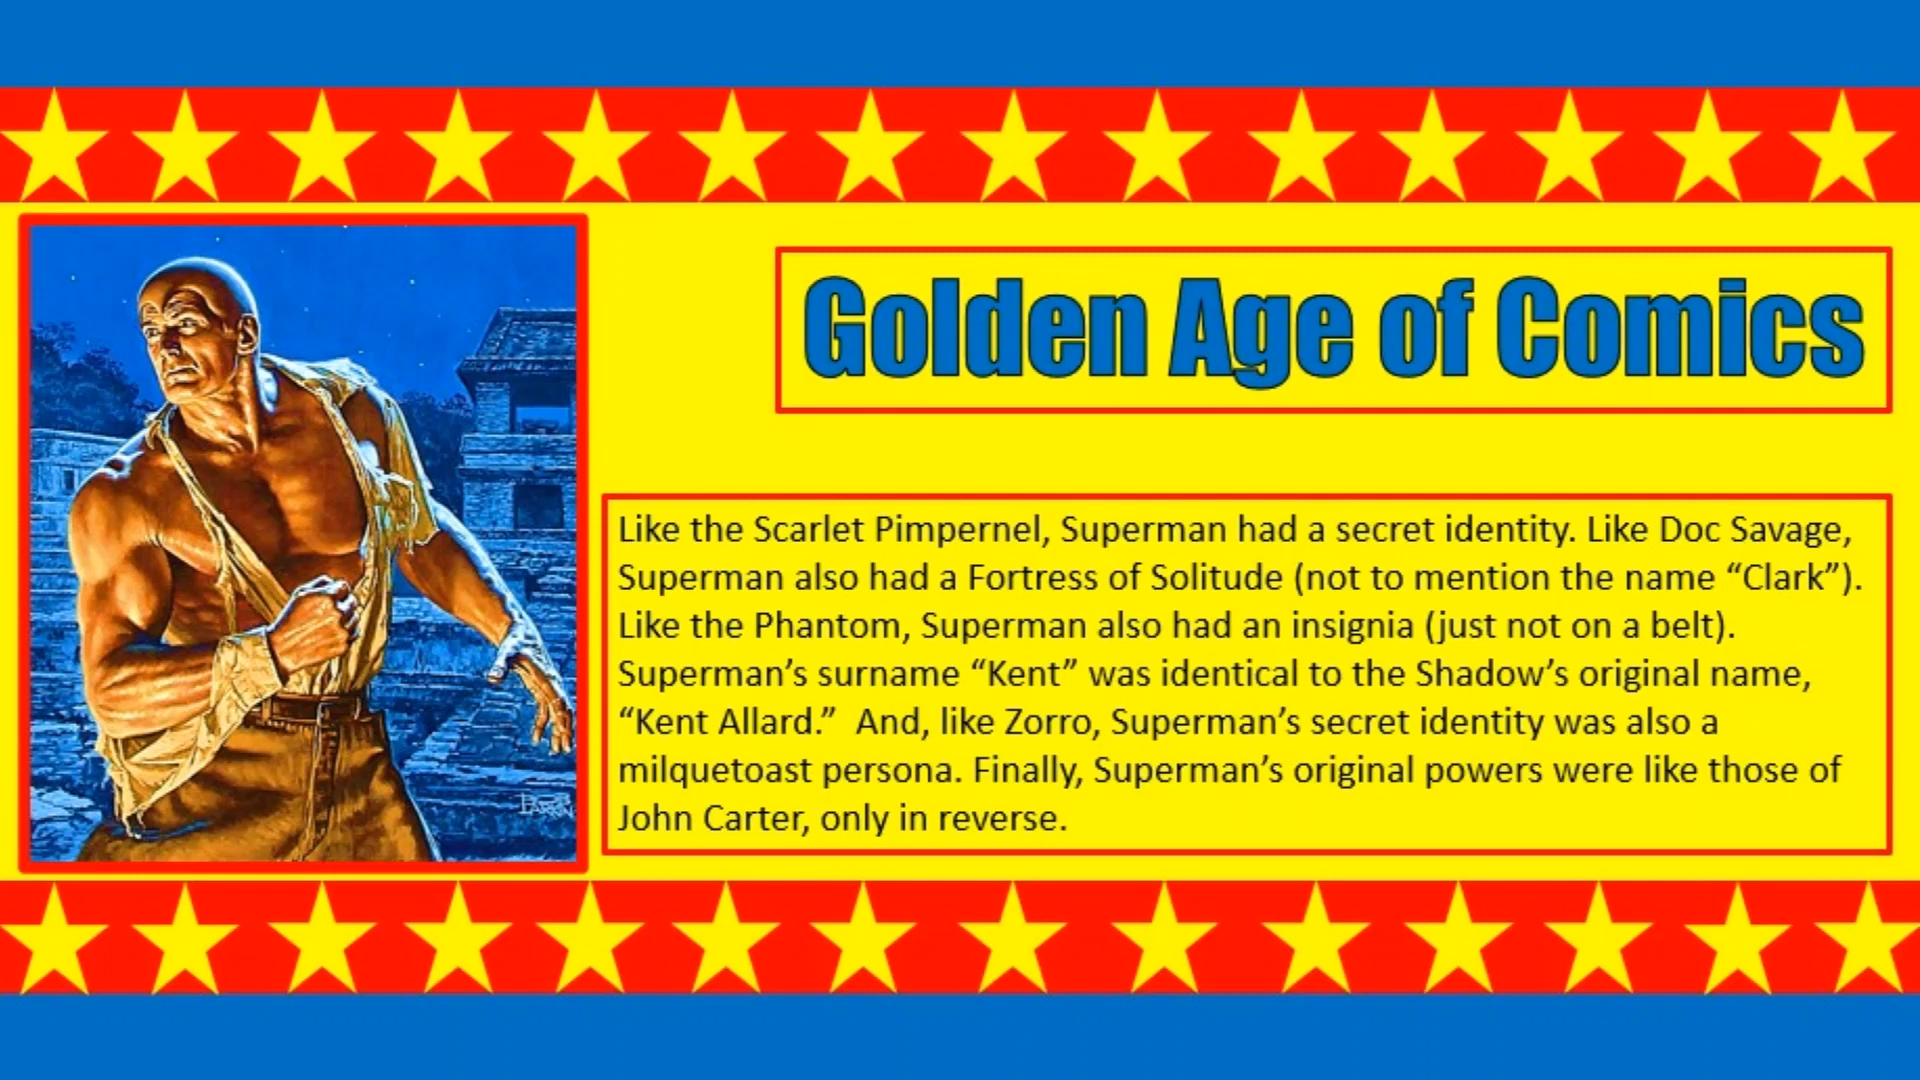 Golden Age of Comics
Like the Scarlet Pimpernel, Superman had a secret identity. Like Doc Savage,
Superman also had a Fortress of Solitude (not to mention the name “Clark”).
Like the Phantom, Superman also had an insignia (just not on a belt).
Superman’s surname “Kent” was identical to the Shadow’s original name,
“Kent Allard.”  And, like Zorro, Superman’s secret identity was also a
milquetoast persona. Finally, Superman’s original powers were like those of
John Carter, only in reverse.